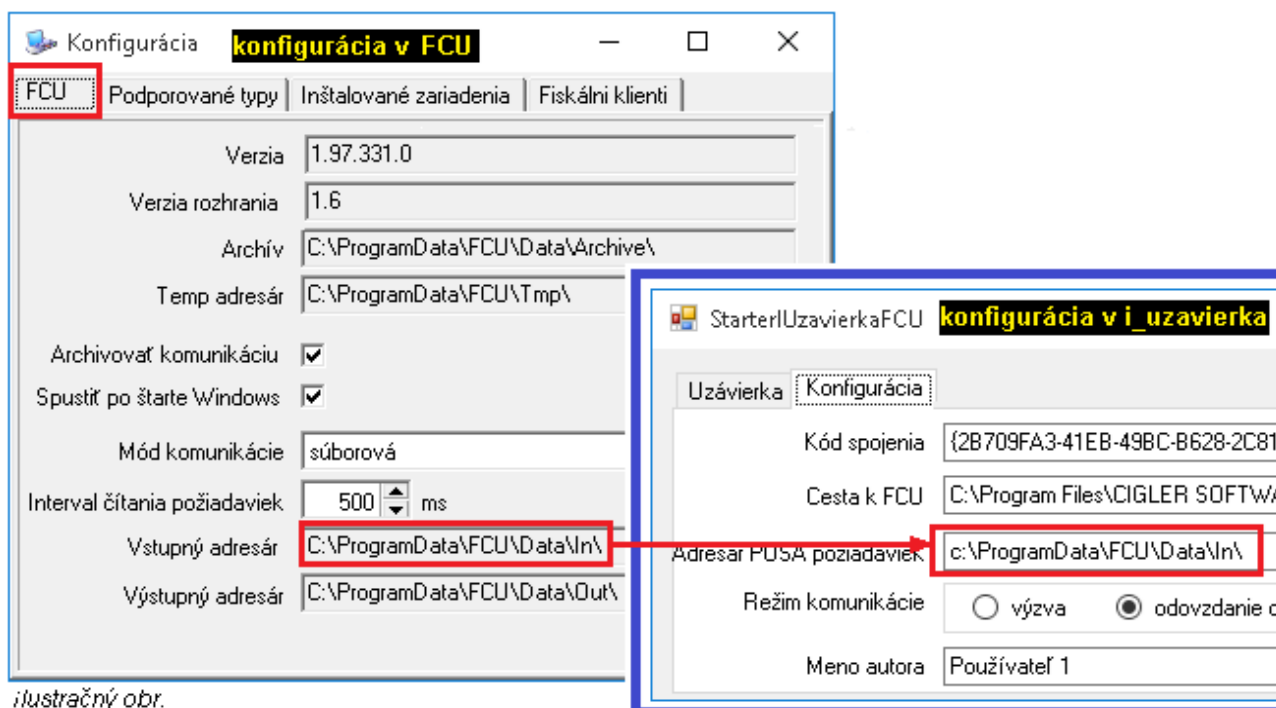 Konfigurácia konfigurácia v FCU
FCU Podporované typy Inštalované zariadenia Fiskálni klienti
Verzia 1.97.331.0
Verzia rozhrania 1.6
Archív C:\ProgramData\FCU\Data\Archive\
Temp adresár C:\ProgramData\FCU\Tmp\
Archivovať komunikáciu
Spustiť po štarte Windows
Mód komunikácie súborová
Interval čítania požiadaviek 500 ms
Vstupný adresár C:\ProgramData\FCU\Data\In\
Výstupný adresár C:\ProgramData\FCU\Data\Out\
StarterIUzavierkaFCU konfigurácia v i_uzavierka
Uzávierka Konfigurácia
Kód spojenia {2B709FA3-41EB-49BC-B628-2C81
Cesta k FCU C:\Program Files\CIGLER SOFTWA
Adresár PUSA požiadaviek c:\ProgramData\FCU\Data\In\
Režim komunikácie výzva odovzdanie
Meno autora Používateľ 1
ilustračný obr.